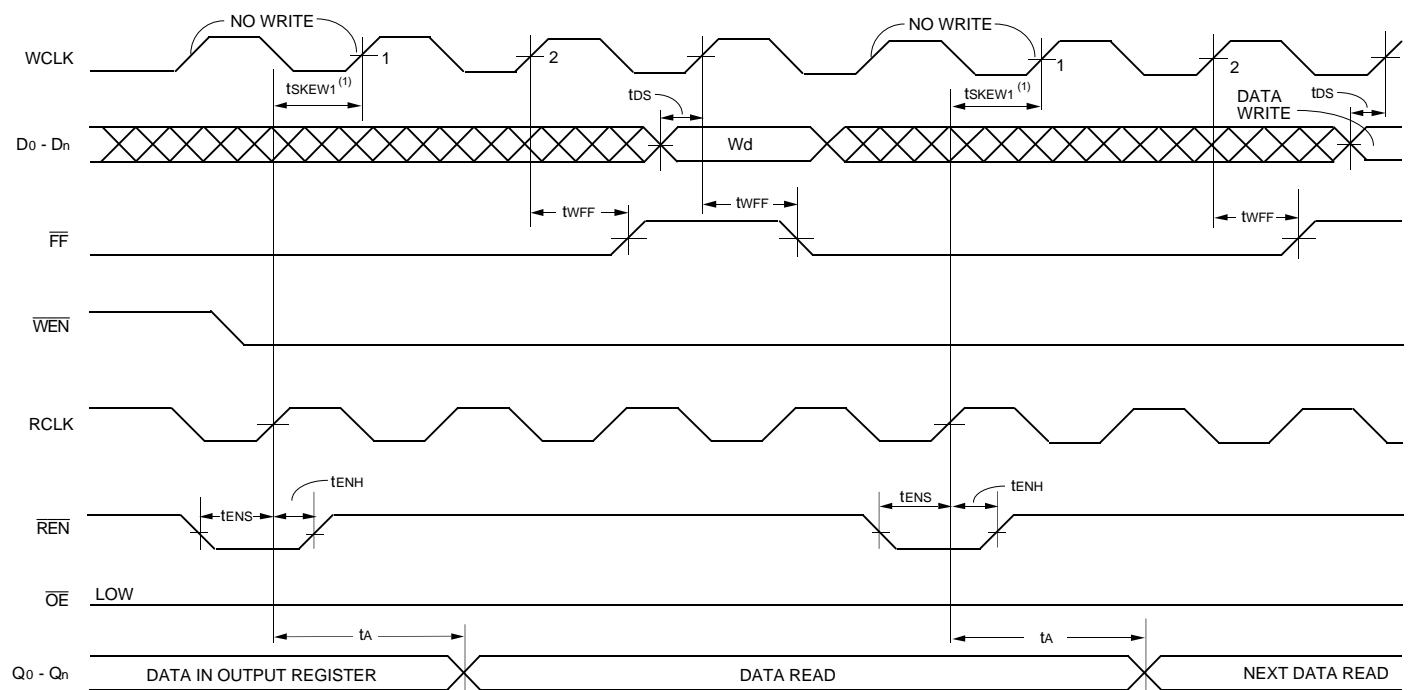 NO WRITE
NO WRITE
WCLK
1
2
1
2
tSKEW1 (1)
tDS
tSKEW1 (1)
tDS
DATA
WRITE
D0 - Dn
Wd
tWFF
tWFF
tWFF
FF
WEN
RCLK
tENS
tENH
tENS
tENH
REN
OE
LOW
tA
tA
Q0 - Qn
DATA IN OUTPUT REGISTER
DATA READ
NEXT DATA READ